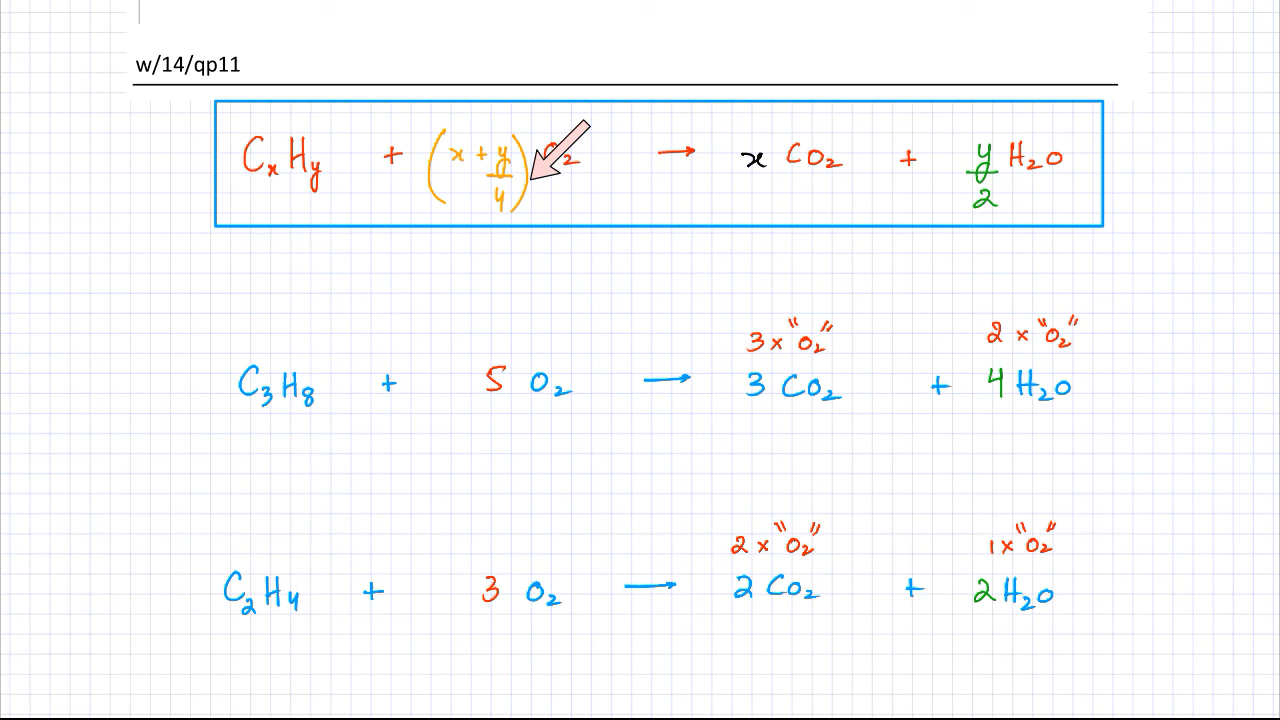 w/14/qp11
CₓHᵧ + (x + y/4) O₂ → x CO₂ + y/2 H₂O
3 × "O₂" 2 × "O₂"
C₃H₈ + 5 O₂ → 3 CO₂ + 4 H₂O
2 × "O₂" 1 × "O₂"
C₂H₄ + 3 O₂ → 2 CO₂ + 2 H₂O